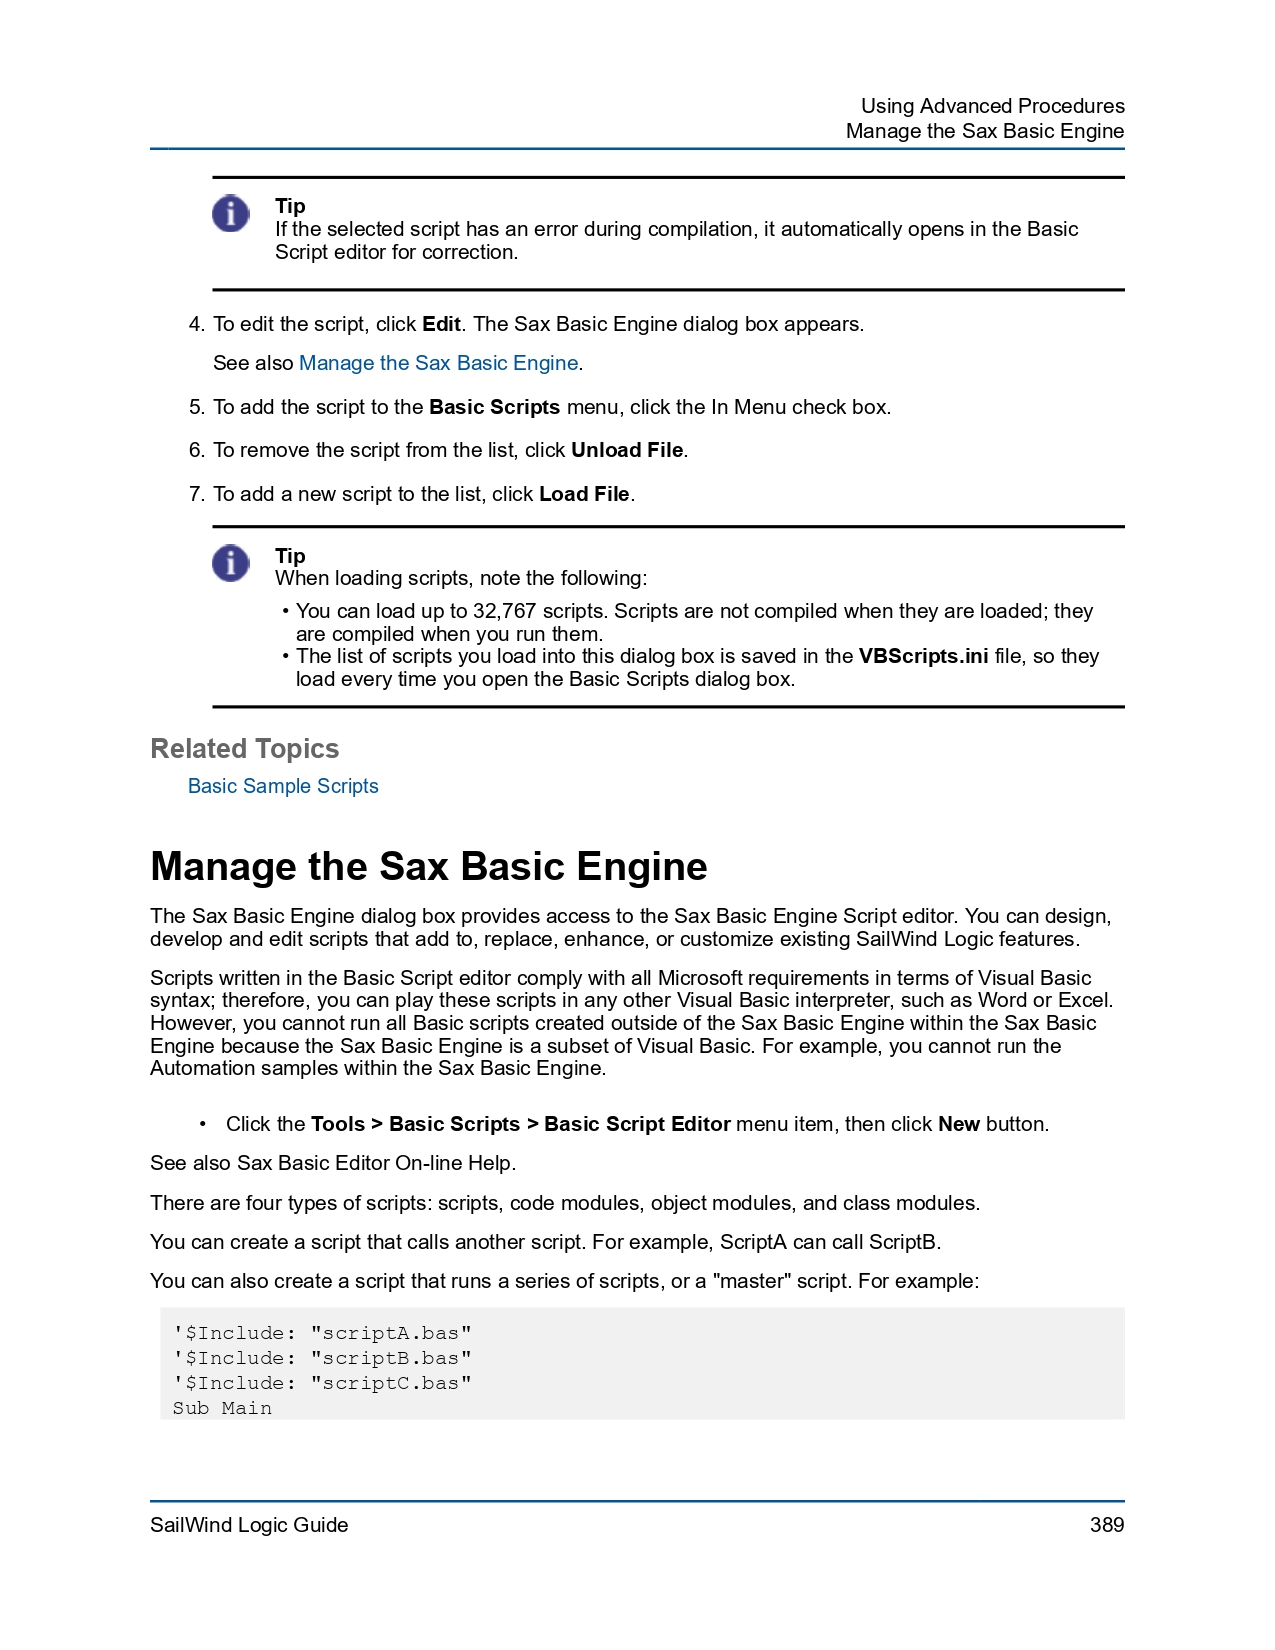 Using Advanced Procedures
Manage the Sax Basic Engine
Tip
If the selected script has an error during compilation, it automatically opens in the Basic
Script editor for correction.
4. To edit the script, click Edit. The Sax Basic Engine dialog box appears.
See also Manage the Sax Basic Engine.
5. To add the script to the Basic Scripts menu, click the In Menu check box.
6. To remove the script from the list, click Unload File.
7. To add a new script to the list, click Load File.
Tip
When loading scripts, note the following:
• You can load up to 32,767 scripts. Scripts are not compiled when they are loaded; they
are compiled when you run them.
• The list of scripts you load into this dialog box is saved in the VBScripts.ini file, so they
load every time you open the Basic Scripts dialog box.
Related Topics
Basic Sample Scripts
Manage the Sax Basic Engine
The Sax Basic Engine dialog box provides access to the Sax Basic Engine Script editor. You can design,
develop and edit scripts that add to, replace, enhance, or customize existing SailWind Logic features.
Scripts written in the Basic Script editor comply with all Microsoft requirements in terms of Visual Basic
syntax; therefore, you can play these scripts in any other Visual Basic interpreter, such as Word or Excel.
However, you cannot run all Basic scripts created outside of the Sax Basic Engine within the Sax Basic
Engine because the Sax Basic Engine is a subset of Visual Basic. For example, you cannot run the
Automation samples within the Sax Basic Engine.
• Click the Tools > Basic Scripts > Basic Script Editor menu item, then click New button.
See also Sax Basic Editor On-line Help.
There are four types of scripts: scripts, code modules, object modules, and class modules.
You can create a script that calls another script. For example, ScriptA can call ScriptB.
You can also create a script that runs a series of scripts, or a "master" script. For example:
'$Include: "scriptA.bas"
'$Include: "scriptB.bas"
'$Include: "scriptC.bas"
Sub Main
SailWind Logic Guide
389